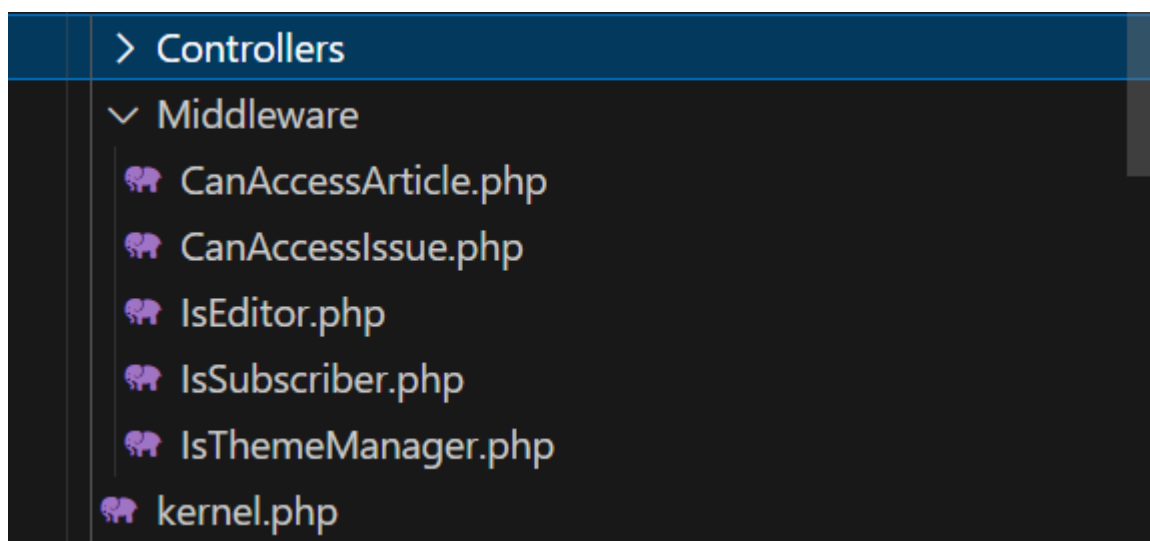 Controllers
Middleware
CanAccessArticle.php
CanAccessIssue.php
IsEditor.php
IsSubscriber.php
IsThemeManager.php
kernel.php